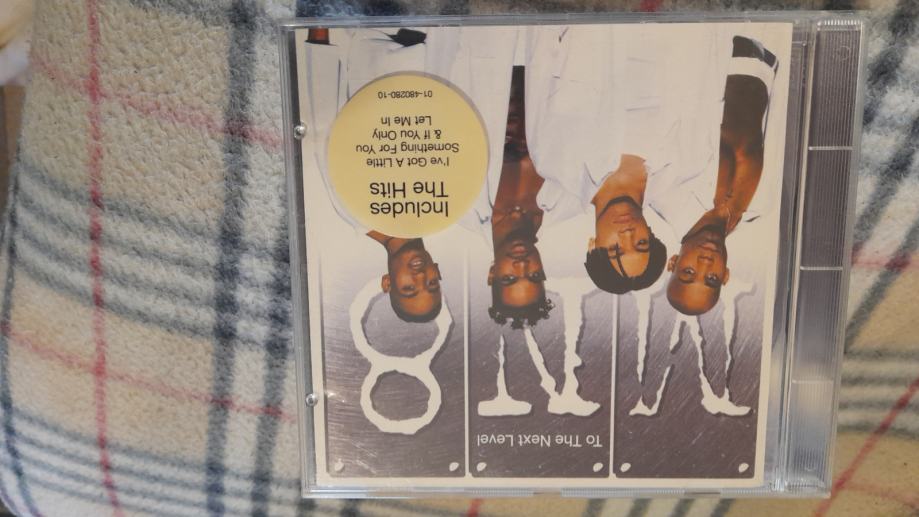 To The Next Level
MN8
Includes
The Hits
I've Got A Little
Something For You
& If You Only
Let Me In
01-480280-10